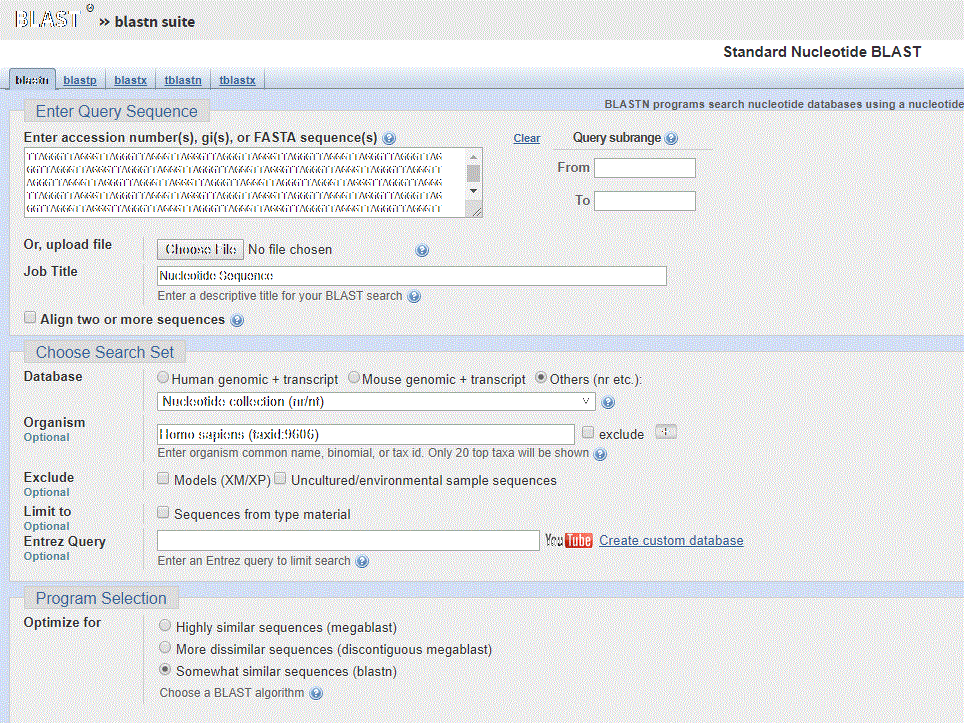 BLAST ® » blastn suite
Standard Nucleotide BLAST
blastn blastp blastx tblastn tblastx
BLASTN programs search nucleotide databases using a nucleotide
Enter Query Sequence
Enter accession number(s), gi(s), or FASTA sequence(s) Clear Query subrange
TTAGGGTTAGGGTTAGGGTTAGGGTTAGGGTTAGGGTTAGGGTTAGGGTTAGGGTTAGGGTTAGGGTTAG
GGTTAGGGTTAGGGTTAGGGTTAGGGTTAGGGTTAGGGTTAGGGTTAGGGTTAGGGTTAGGGTTAGGGTT
AGGGTTAGGGTTAGGGTTAGGGTTAGGGTTAGGGTTAGGGTTAGGGTTAGGGTTAGGGTTAGGGTTAGGG
TTAGGGTTAGGGTTAGGGTTAGGGTTAGGGTTAGGGTTAGGGTTAGGGTTAGGGTTAGGGTTAGGGTTAG
GGTTAGGGTTAGGGTTAGGGTTAGGGTTAGGGTTAGGGTTAGGGTTAGGGTTAGGGTTAGGGTTAGGGTT
From
To
Or, upload file Choose File No file chosen
Job Title Nucleotide Sequence
Enter a descriptive title for your BLAST search
Align two or more sequences
Choose Search Set
Database Human genomic + transcript Mouse genomic + transcript Others (nr etc.):
Nucleotide collection (nr/nt)
Organism
Optional
Homo sapiens (taxid:9606) exclude +
Enter organism common name, binomial, or tax id. Only 20 top taxa will be shown
Exclude
Optional
Models (XM/XP) Uncultured/environmental sample sequences
Limit to
Optional
Sequences from type material
Entrez Query
Optional
YouTube Create custom database
Enter an Entrez query to limit search
Program Selection
Optimize for
Highly similar sequences (megablast)
More dissimilar sequences (discontiguous megablast)
Somewhat similar sequences (blastn)
Choose a BLAST algorithm